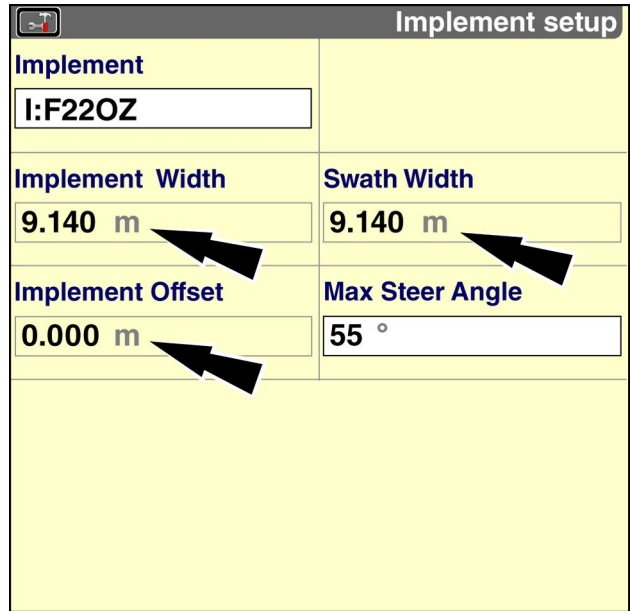 Implement setup
Implement
I:F22OZ
Implement Width
Swath Width
9.140 m
9.140 m
Implement Offset
Max Steer Angle
0.000 m
55 °